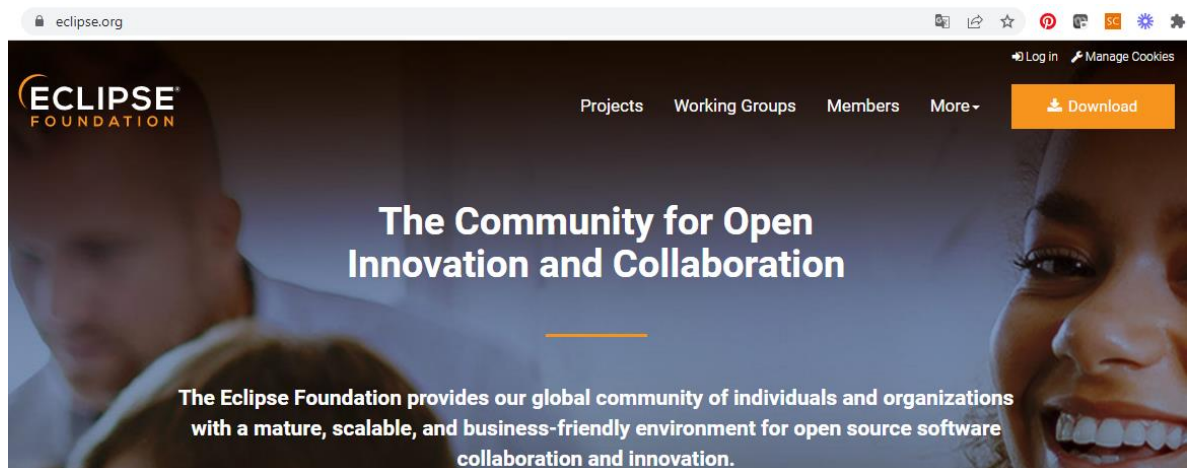 eclipse.org
SC
Log in Manage Cookies
ECLIPSE®
FOUNDATION
Projects Working Groups Members More Download
The Community for Open
Innovation and Collaboration
The Eclipse Foundation provides our global community of individuals and organizations
with a mature, scalable, and business-friendly environment for open source software
collaboration and innovation.